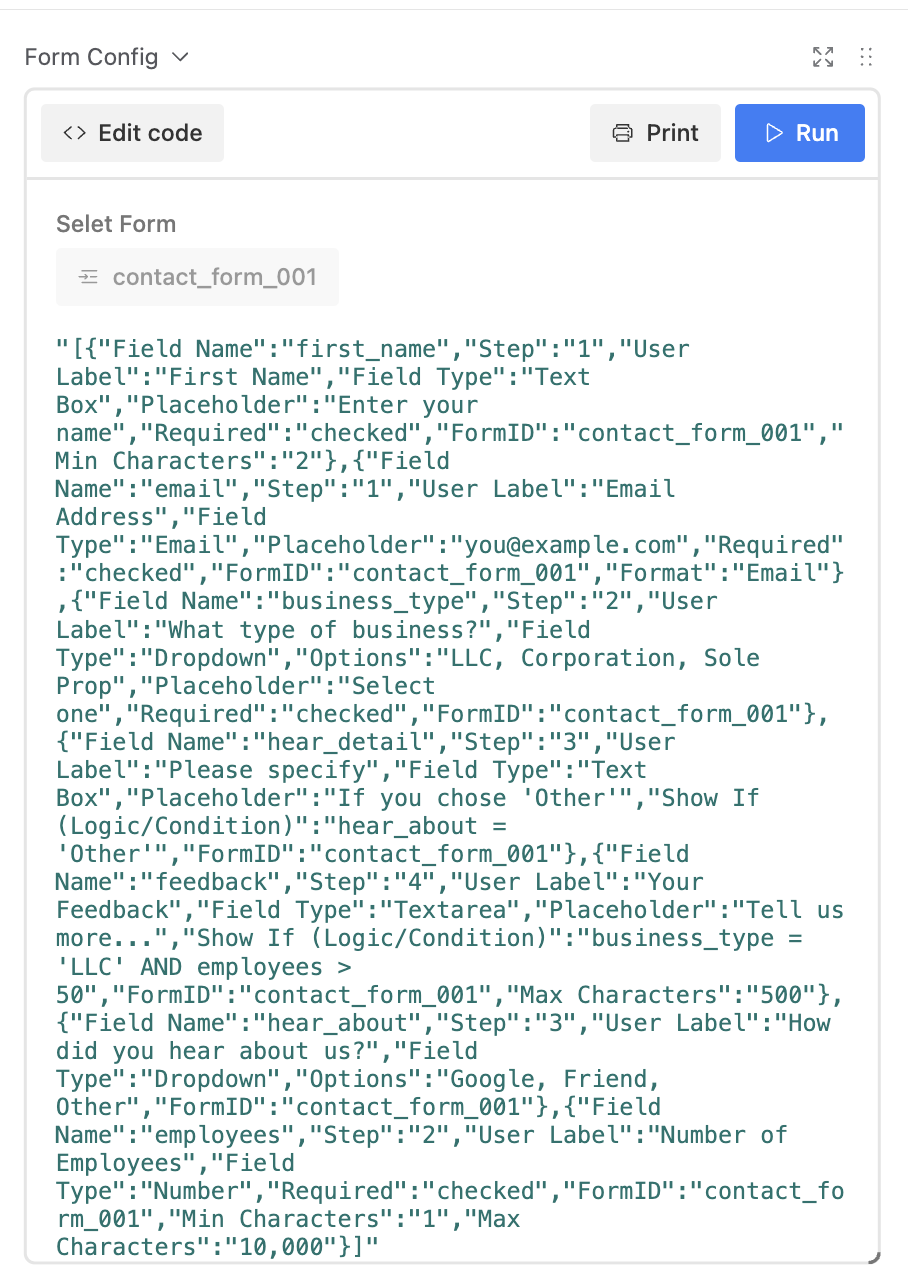 Form Config
Edit code
Print
Run
Selet Form
contact_form_001
"[{"Field Name":"first_name","Step":"1","User
Label":"First Name","Field Type":"Text
Box","Placeholder":"Enter your
name","Required":"checked","FormID":"contact_form_001","
Min Characters":"2"},{"Field
Name":"email","Step":"1","User Label":"Email
Address","Field
Type":"Email","Placeholder":"you@example.com","Required"
:"checked","FormID":"contact_form_001","Format":"Email"}
,{"Field Name":"business_type","Step":"2","User
Label":"What type of business?","Field
Type":"Dropdown","Options":"LLC, Corporation, Sole
Prop","Placeholder":"Select
one","Required":"checked","FormID":"contact_form_001"},
{"Field Name":"hear_detail","Step":"3","User
Label":"Please specify","Field Type":"Text
Box","Placeholder":"If you chose 'Other'","Show If
(Logic/Condition)":"hear_about =
'Other'","FormID":"contact_form_001"},{"Field
Name":"feedback","Step":"4","User Label":"Your
Feedback","Field Type":"Textarea","Placeholder":"Tell us
more...","Show If (Logic/Condition)":"business_type =
'LLC' AND employees >
50","FormID":"contact_form_001","Max Characters":"500"},
{"Field Name":"hear_about","Step":"3","User Label":"How
did you hear about us?","Field
Type":"Dropdown","Options":"Google, Friend,
Other","FormID":"contact_form_001"},{"Field
Name":"employees","Step":"2","User Label":"Number of
Employees","Field
Type":"Number","Required":"checked","FormID":"contact_fo
rm_001","Min Characters":"1","Max
Characters":"10,000"}]"